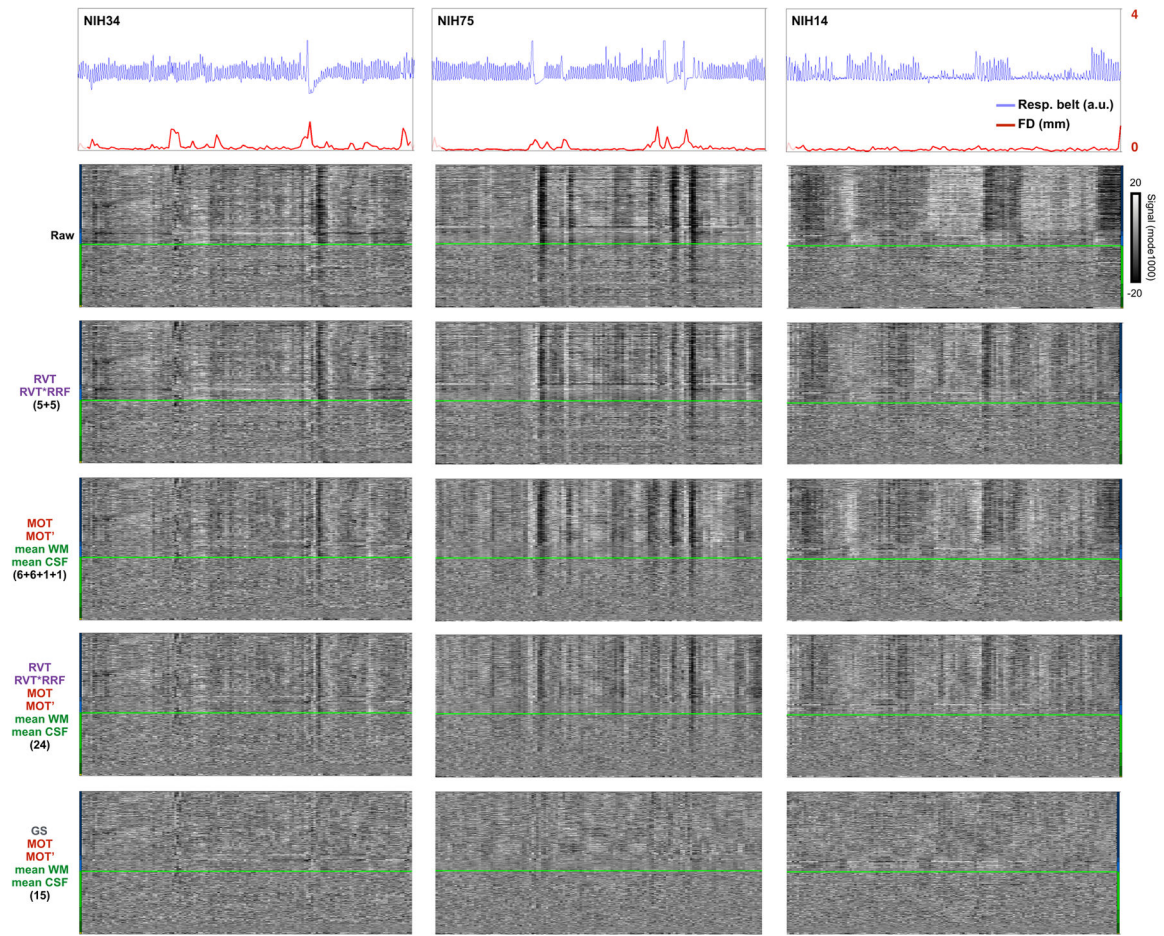 NIH34
NIH75
NIH14
4
Resp. belt (a.u.)
FD (mm)
0
Raw
20
Signal (mode1000)
-20
RVT
RVT*RRF
(5+5)
MOT
MOT'
mean WM
mean CSF
(6+6+1+1)
RVT
RVT*RRF
MOT
MOT'
mean WM
mean CSF
(24)
GS
MOT
MOT'
mean WM
mean CSF
(15)